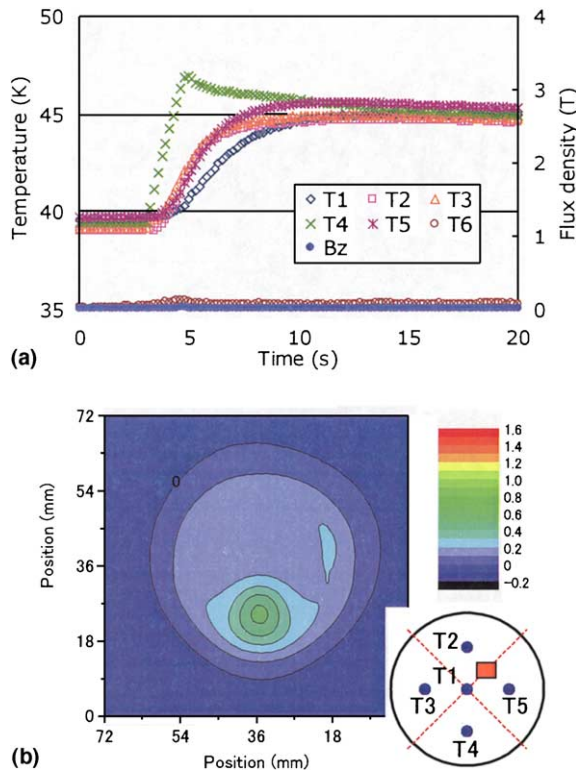 50
45
40
35
Temperature (K)
4
3
2
1
0
Flux density (T)
T1 T2 T3
T4 T5 T6
Bz
0 5 10 15 20
Time (s)
(a)
72
54
36
18
0
Position (mm)
0
72 54 36 18 0
Position (mm)
1.6
1.4
1.2
1.0
0.8
0.6
0.4
0.2
0
-0.2
T2
T1
T3 T5
T4
(b)